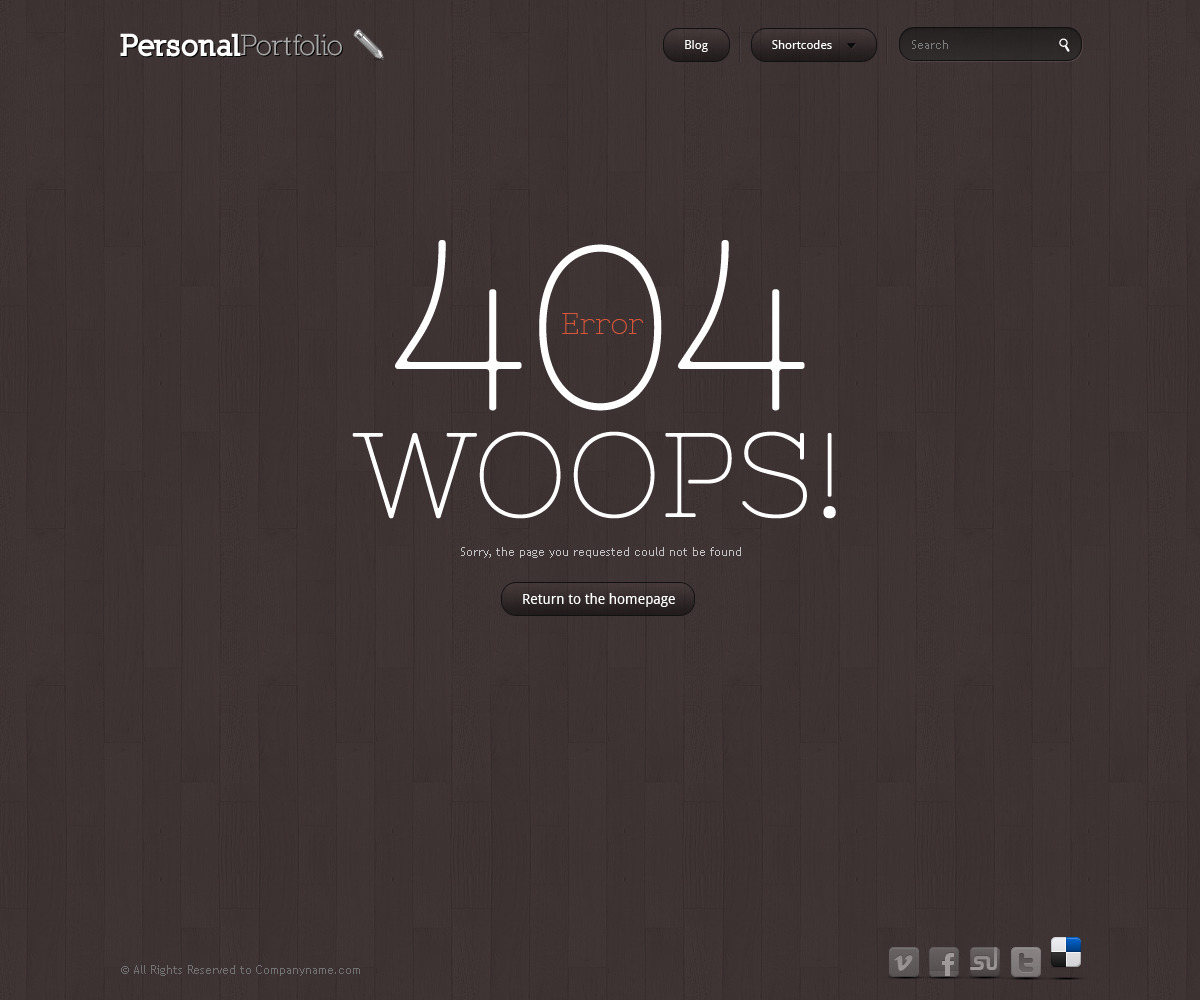 PersonalPortfolio
Blog
Shortcodes
Search
404
Error
WOOPS!
Sorry, the page you requested could not be found
Return to the homepage
© All Rights Reserved to Companyname.com